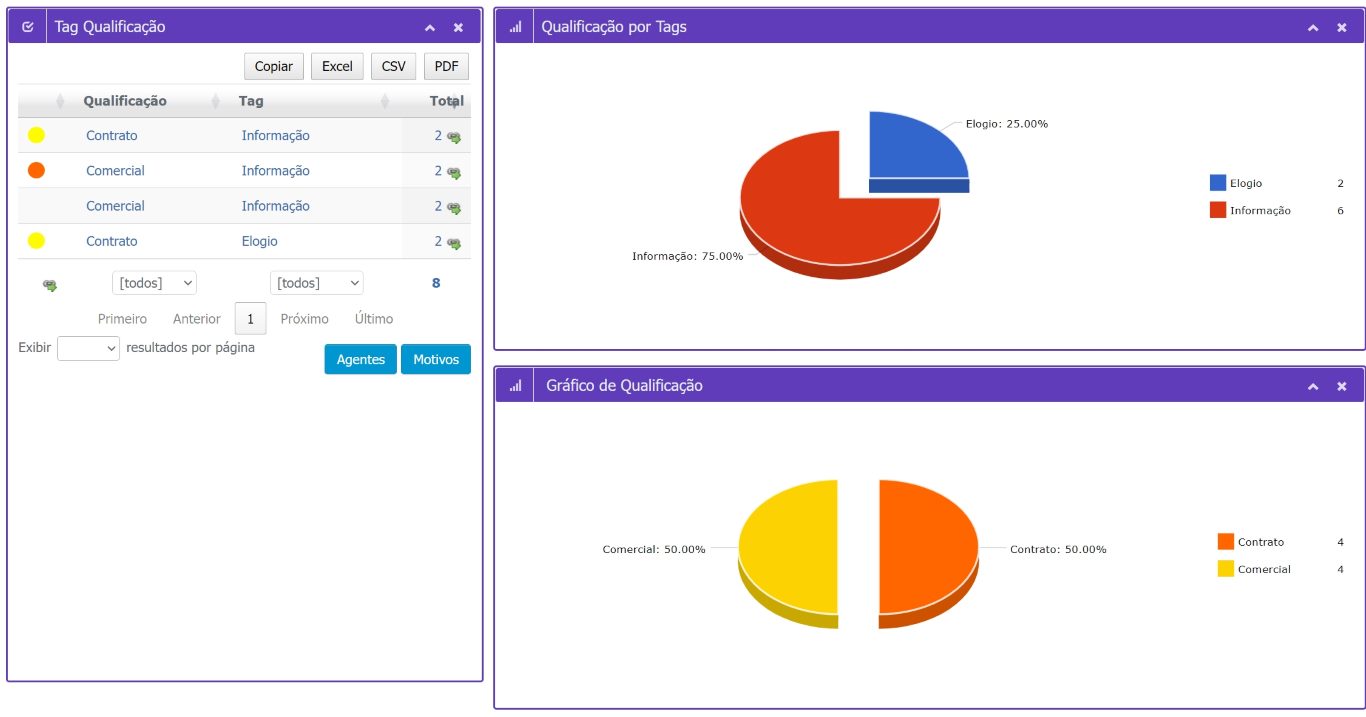 Tag Qualificação
Copiar Excel CSV PDF
Qualificação Tag Total
Contrato Informação 2
Comercial Informação 2
Comercial Informação 2
Contrato Elogio 2
[todos] [todos] 8
Primeiro Anterior 1 Próximo Último
Exibir resultados por página
Agentes Motivos
Qualificação por Tags
Elogio: 25.00%
Informação: 75.00%
Elogio 2
Informação 6
Gráfico de Qualificação
Comercial: 50.00%
Contrato: 50.00%
Contrato 4
Comercial 4